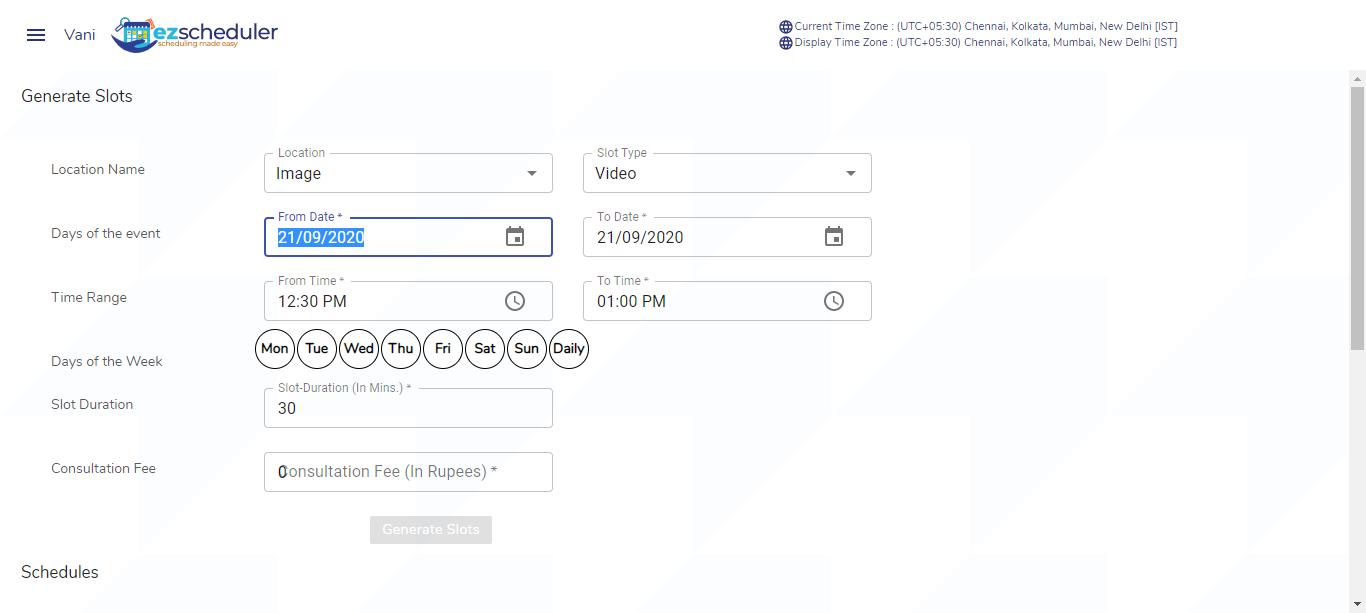 Vani
ezscheduler
scheduling made easy
Current Time Zone : (UTC+05:30) Chennai, Kolkata, Mumbai, New Delhi [IST]
Display Time Zone : (UTC+05:30) Chennai, Kolkata, Mumbai, New Delhi [IST]
Generate Slots
Location Slot Type
Location Name Image Video
From Date * To Date *
Days of the event 21/09/2020 21/09/2020
From Time * To Time *
Time Range 12:30 PM 01:00 PM
Days of the Week Mon Tue Wed Thu Fri Sat Sun Daily
Slot-Duration (In Mins.) *
Slot Duration 30
Consultation Fee 0 Consultation Fee (In Rupees) *
Generate Slots
Schedules